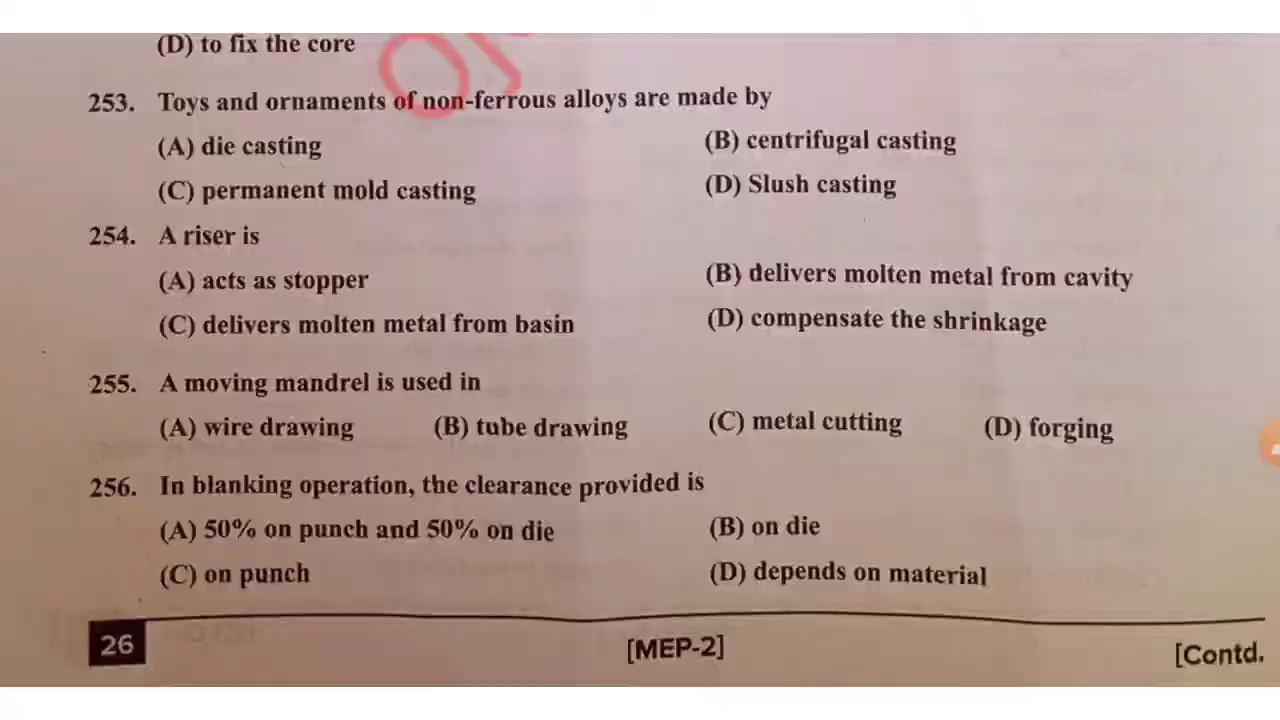 (D) to fix the core
253. Toys and ornaments of non-ferrous alloys are made by
(A) die casting (B) centrifugal casting
(C) permanent mold casting (D) Slush casting
254. A riser is
(A) acts as stopper (B) delivers molten metal from cavity
(C) delivers molten metal from basin (D) compensate the shrinkage
255. A moving mandrel is used in
(A) wire drawing (B) tube drawing (C) metal cutting (D) forging
256. In blanking operation, the clearance provided is
(A) 50% on punch and 50% on die (B) on die
(C) on punch (D) depends on material
26 [MEP-2] [Contd.